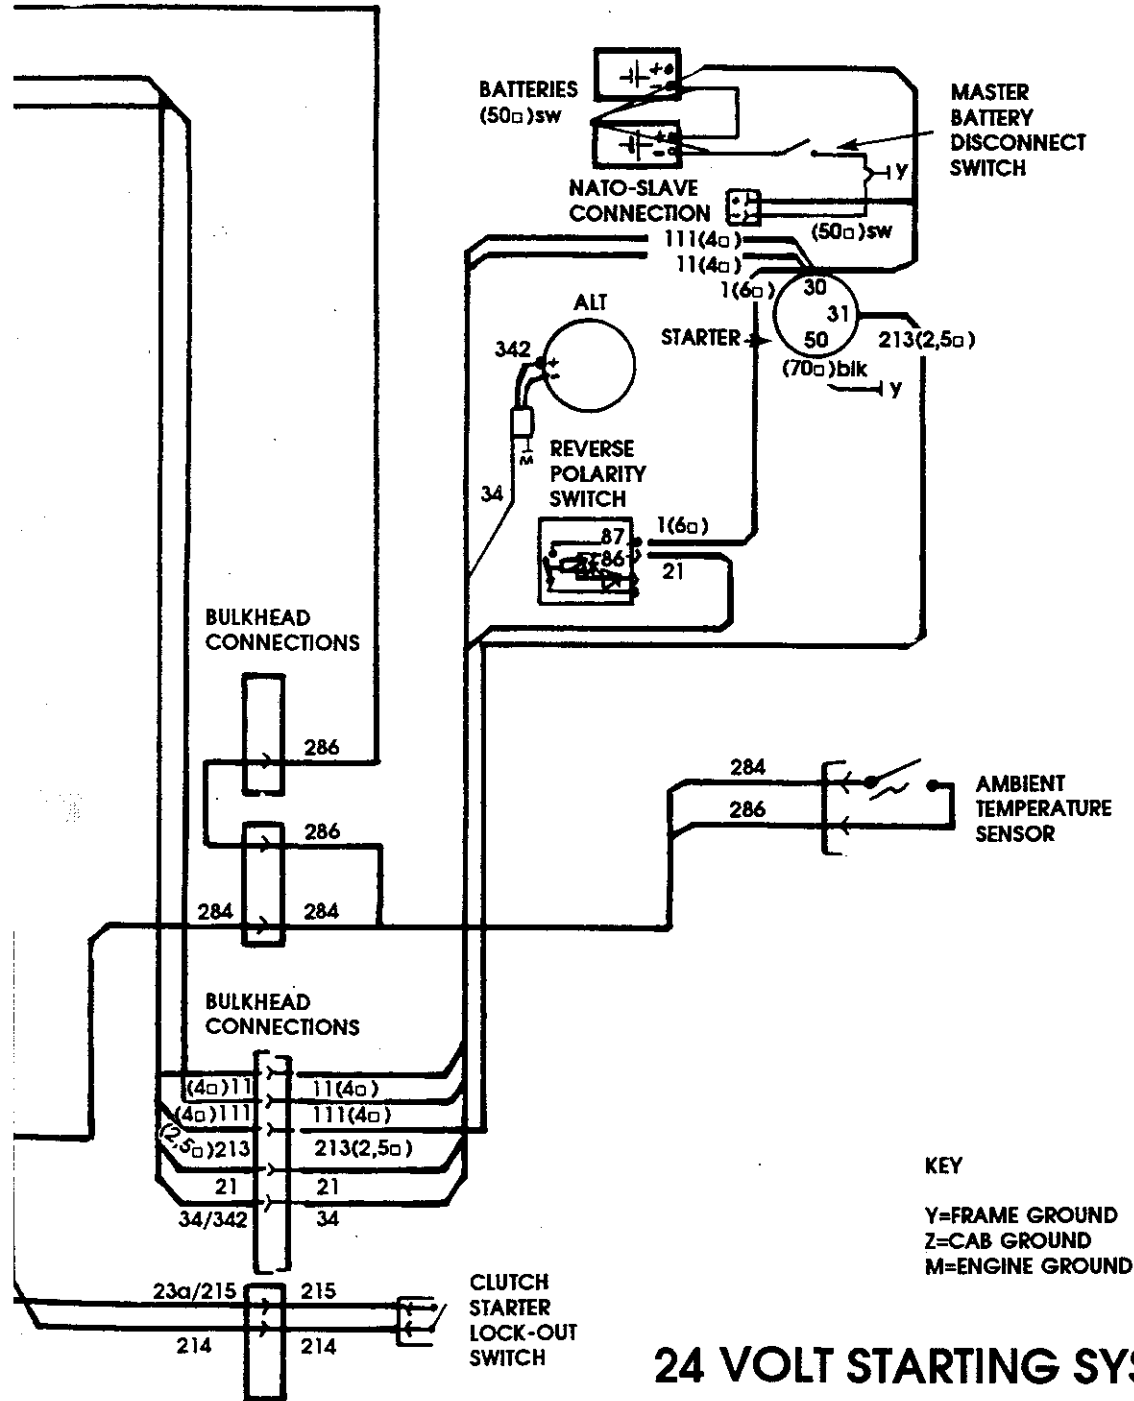 BATTERIES
(50□)sw
MASTER
BATTERY
DISCONNECT
SWITCH
Y
NATO-SLAVE
CONNECTION
(50□)sw
111(4□)
11(4□)
1(6□)
30
31
50
STARTER
213(2,5□)
(70□)blk
Y
ALT
342
+
-
M
34
REVERSE
POLARITY
SWITCH
87
86
1(6□)
21
BULKHEAD
CONNECTIONS
286
286
284
284
284
286
AMBIENT
TEMPERATURE
SENSOR
BULKHEAD
CONNECTIONS
(4□)11
11(4□)
(4□)111
111(4□)
(2,5□)213
213(2,5□)
21
21
34/342
34
23a/215
215
214
214
CLUTCH
STARTER
LOCK-OUT
SWITCH
KEY
Y=FRAME GROUND
Z=CAB GROUND
M=ENGINE GROUND
24 VOLT STARTING SYS